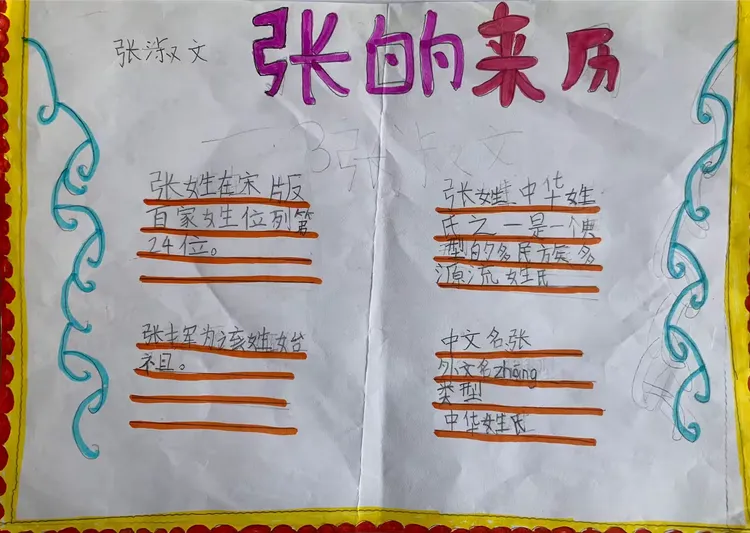 张淑文
张的来历
3张淑文
张姓在宋版
百家姓位列第
24位。
张挥为该姓始
祖。
张姓,中华姓
氏之一是一个典
型的多民族多
源流姓氏
中文名:张
外文名zhāng
类型
中华姓氏